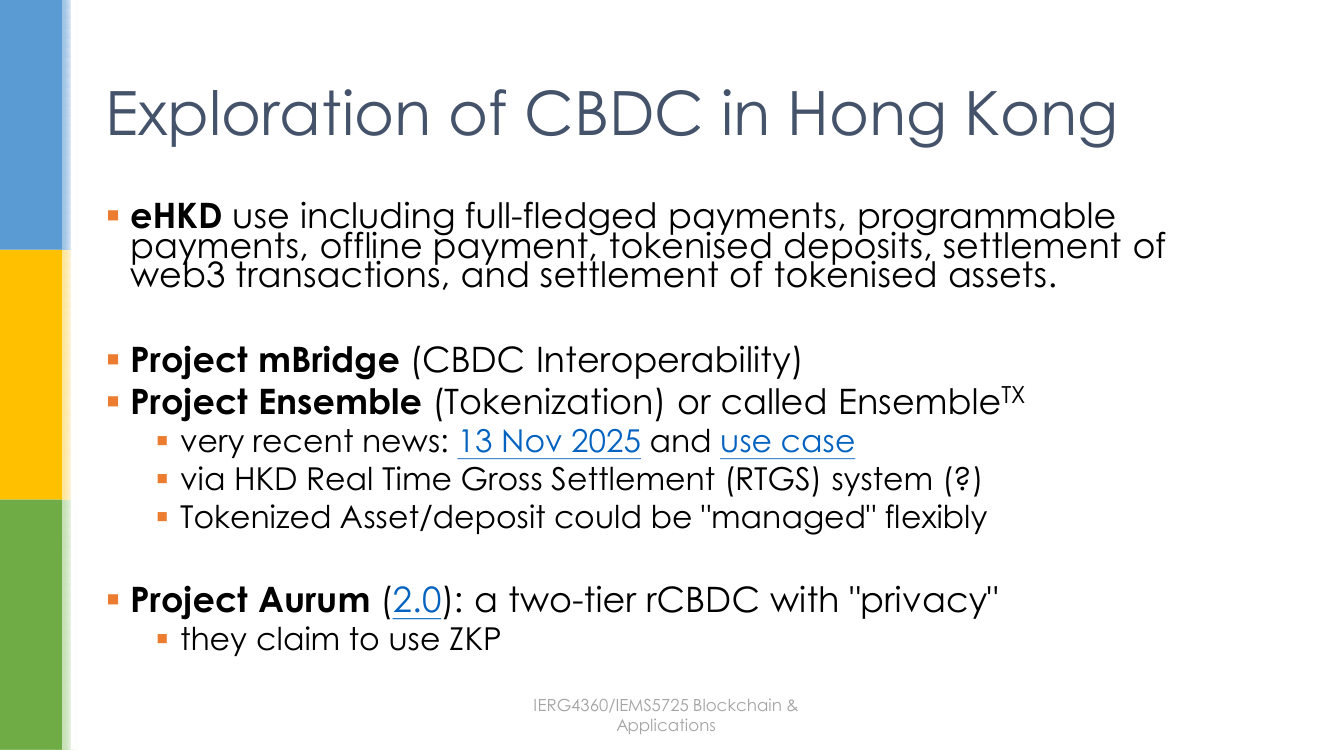 Exploration of CBDC in Hong Kong
▪ eHKD use including full-fledged payments, programmable
payments, offline payment, tokenised deposits, settlement of
web3 transactions, and settlement of tokenised assets.
▪ Project mBridge (CBDC Interoperability)
▪ Project Ensemble (Tokenization) or called Ensemble^TX
▪ very recent news: 13 Nov 2025 and use case
▪ via HKD Real Time Gross Settlement (RTGS) system (?)
▪ Tokenized Asset/deposit could be "managed" flexibly
▪ Project Aurum (2.0): a two-tier rCBDC with "privacy"
▪ they claim to use ZKP
IERG4360/IEMS5725 Blockchain &
Applications